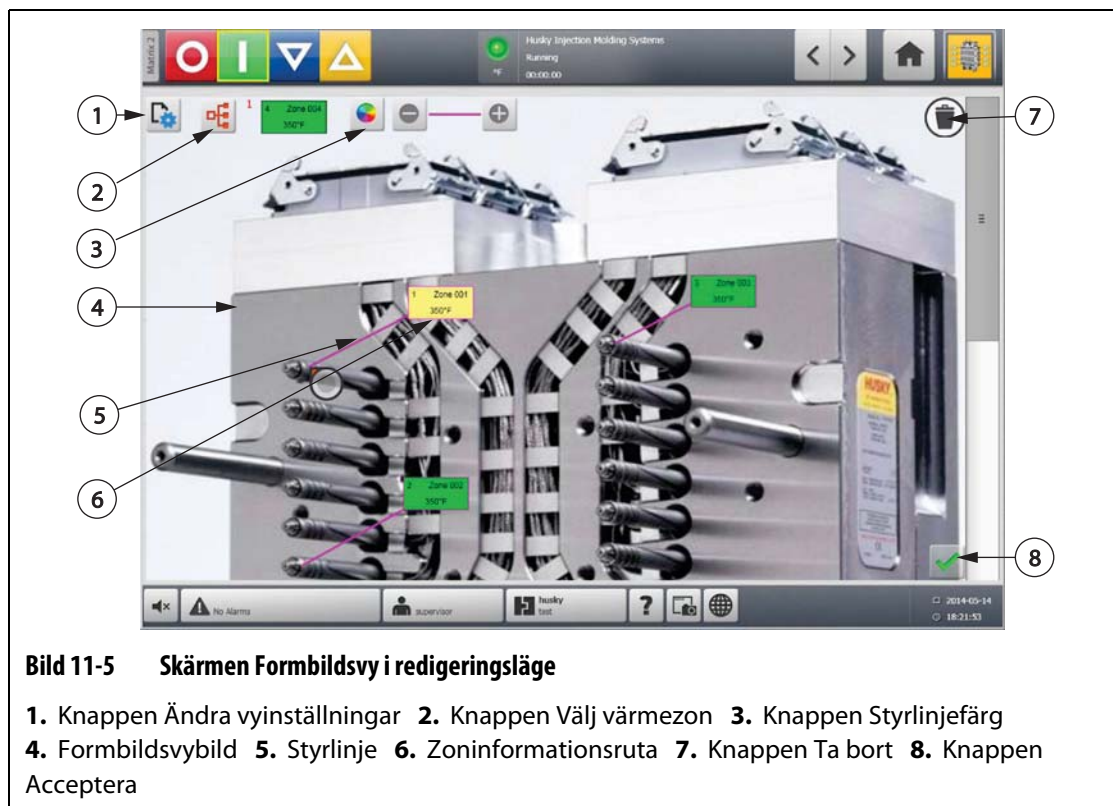 Matrix 2
Husky Injection Molding Systems
Running
°F
00:00:00
1
4 Zone 004
350°F
1
2
3
4
5
6
7
8
1 Zone 001
350°F
3 Zone 003
350°F
2 Zone 002
350°F
HUSKY
No Alarms
supervisor
husky
test
?
2014-05-14
18:21:53
Bild 11-5 Skärmen Formbildsvy i redigeringsläge
1. Knappen Ändra vyinställningar 2. Knappen Välj värmezon 3. Knappen Styrlinjefärg
4. Formbildsvybild 5. Styrlinje 6. Zoninformationsruta 7. Knappen Ta bort 8. Knappen
Acceptera